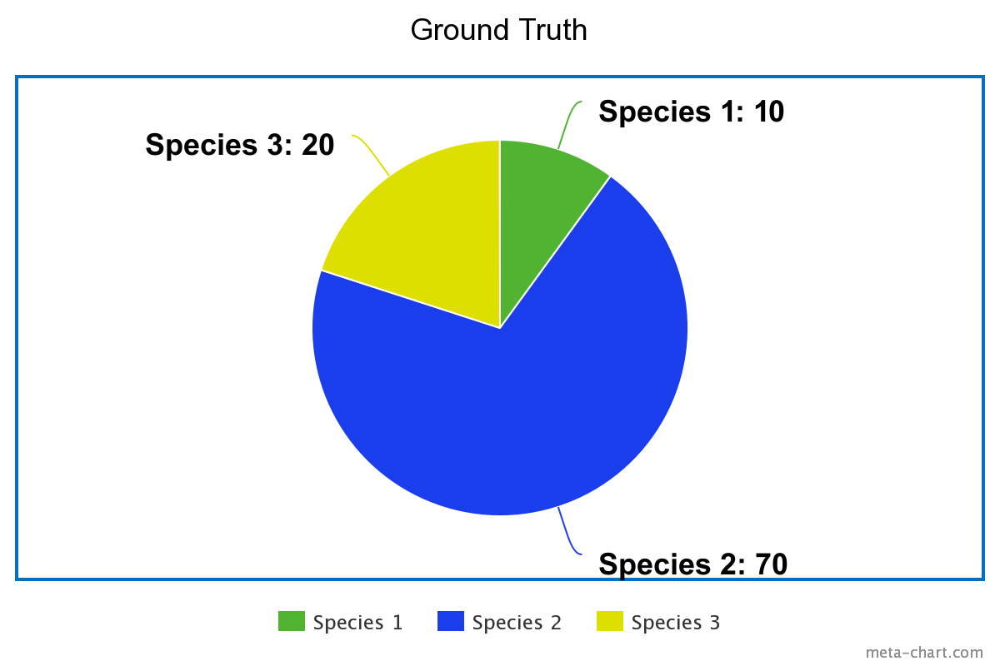 Ground Truth
Species 1: 10
Species 3: 20
Species 2: 70
Species 1
Species 2
Species 3
meta-chart.com